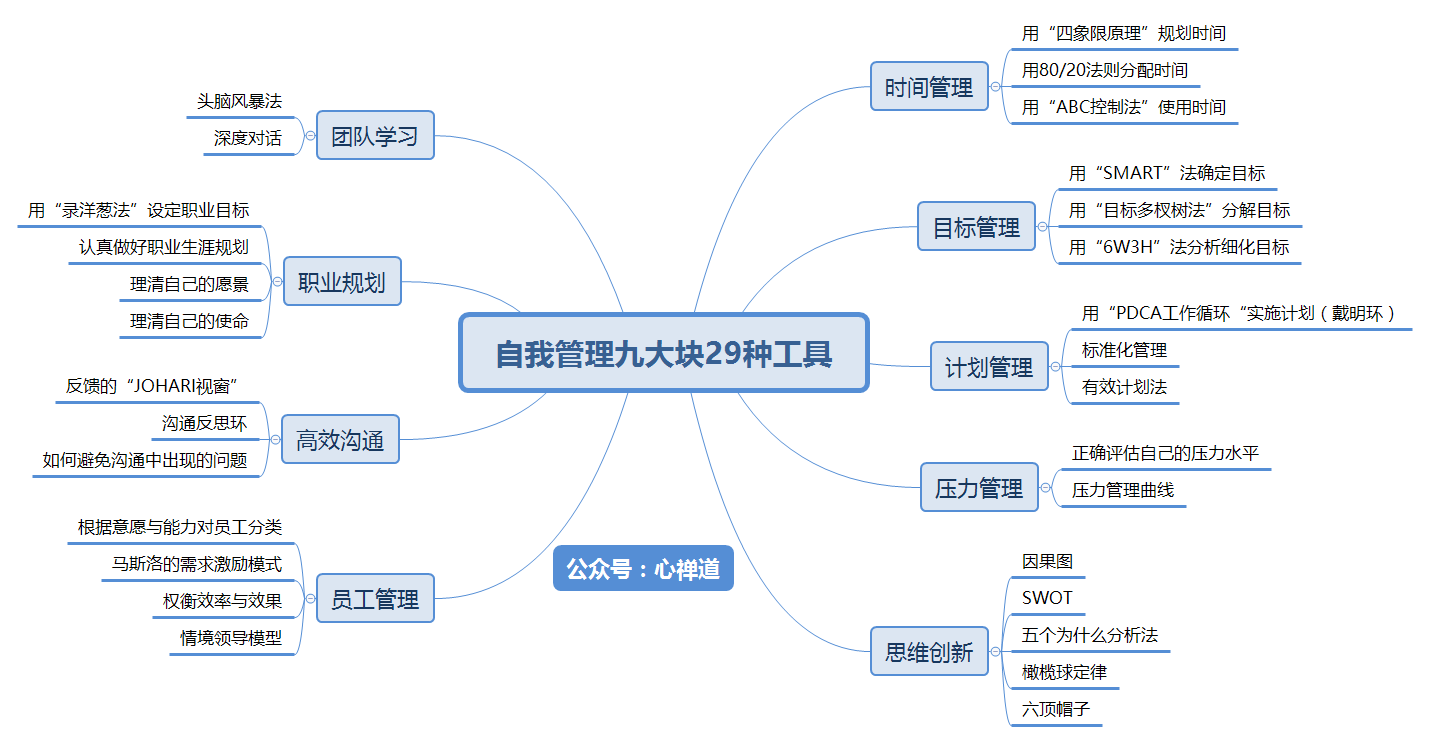 自我管理九大块29种工具
时间管理
用“四象限原理”规划时间
用80/20法则分配时间
用“ABC控制法”使用时间
目标管理
用“SMART”法确定目标
用“目标多杈树法”分解目标
用“6W3H”法分析细化目标
计划管理
用“PDCA工作循环“实施计划（戴明环）
标准化管理
有效计划法
压力管理
正确评估自己的压力水平
压力管理曲线
思维创新
因果图
SWOT
五个为什么分析法
橄榄球定律
六顶帽子
团队学习
头脑风暴法
深度对话
职业规划
用“录洋葱法”设定职业目标
认真做好职业生涯规划
理清自己的愿景
理清自己的使命
高效沟通
反馈的“JOHARI视窗”
沟通反思环
如何避免沟通中出现的问题
员工管理
根据意愿与能力对员工分类
马斯洛的需求激励模式
权衡效率与效果
情境领导模型
公众号：心禅道